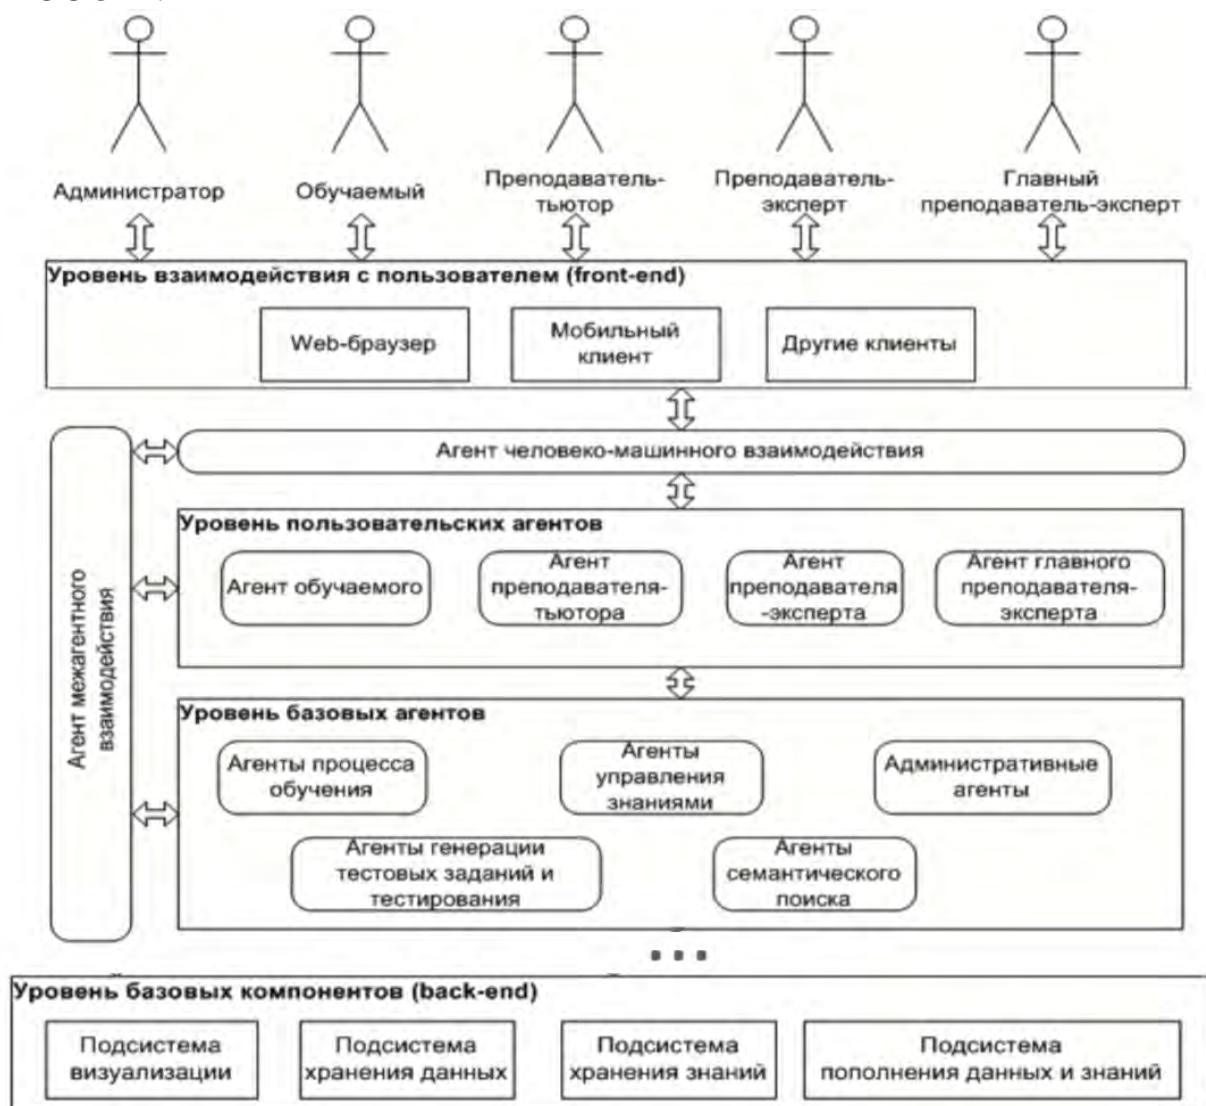 Администратор
Обучаемый
Преподаватель-
тьютор
Преподаватель-
эксперт
Главный
преподаватель-эксперт
Уровень взаимодействия с пользователем (front-end)
Web-браузер
Мобильный
клиент
Другие клиенты
Агент человеко-машинного взаимодействия
Агент межагентного
взаимодействия
Уровень пользовательских агентов
Агент обучаемого
Агент
преподавателя-
тьютора
Агент
преподавателя
-эксперта
Агент главного
преподавателя-
эксперта
Уровень базовых агентов
Агенты процесса
обучения
Агенты
управления
знаниями
Административные
агенты
Агенты генерации
тестовых заданий и
тестирования
Агенты
семантического
поиска
...
Уровень базовых компонентов (back-end)
Подсистема
визуализации
Подсистема
хранения данных
Подсистема
хранения знаний
Подсистема
пополнения данных и знаний